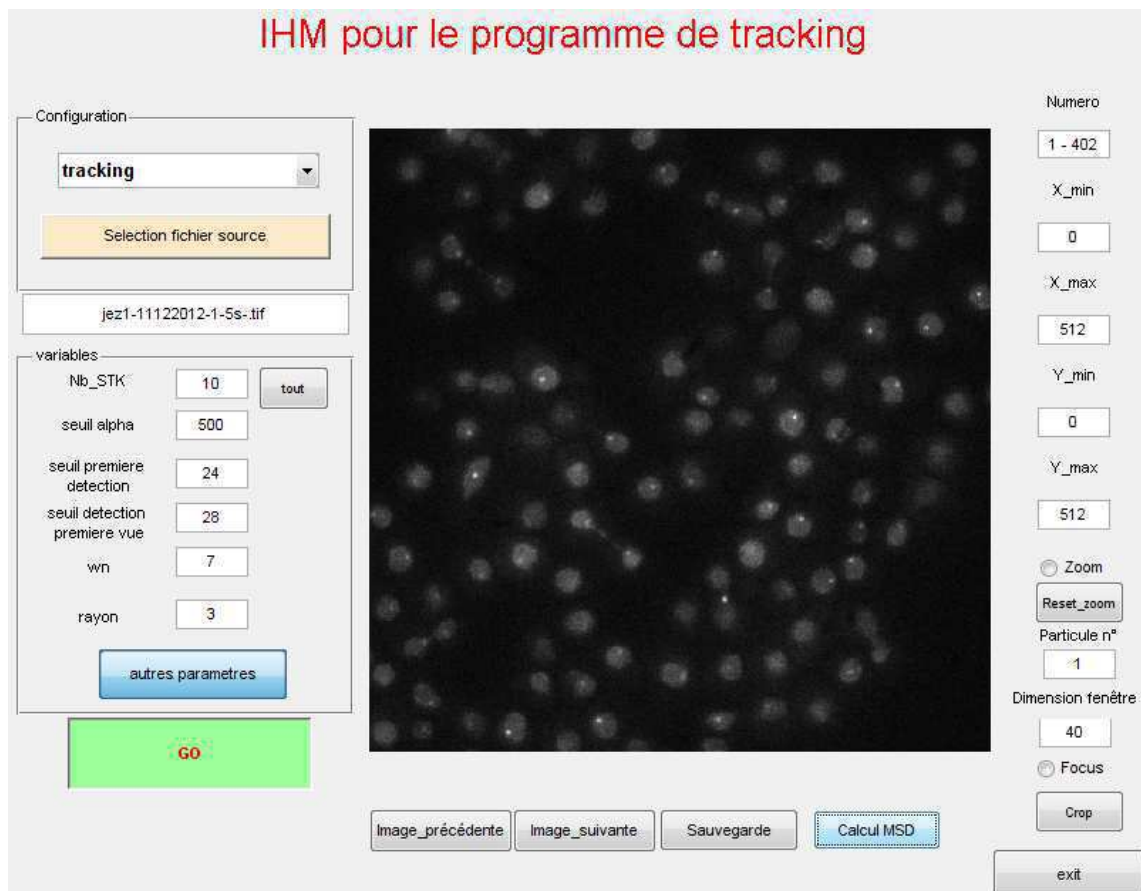 IHM pour le programme de tracking
Configuration
tracking
Selection fichier source
jez1-11122012-1-5s-.tif
variables
Nb_STK
10
tout
seuil alpha
500
seuil premiere
detection
24
seuil detection
premiere vue
28
wn
7
rayon
3
autres parametres
GO
Image_précédente
Image_suivante
Sauvegarde
Calcul MSD
Numero
1 - 402
X_min
0
X_max
512
Y_min
0
Y_max
512
Zoom
Reset_zoom
Particule n°
1
Dimension fenêtre
40
Focus
Crop
exit